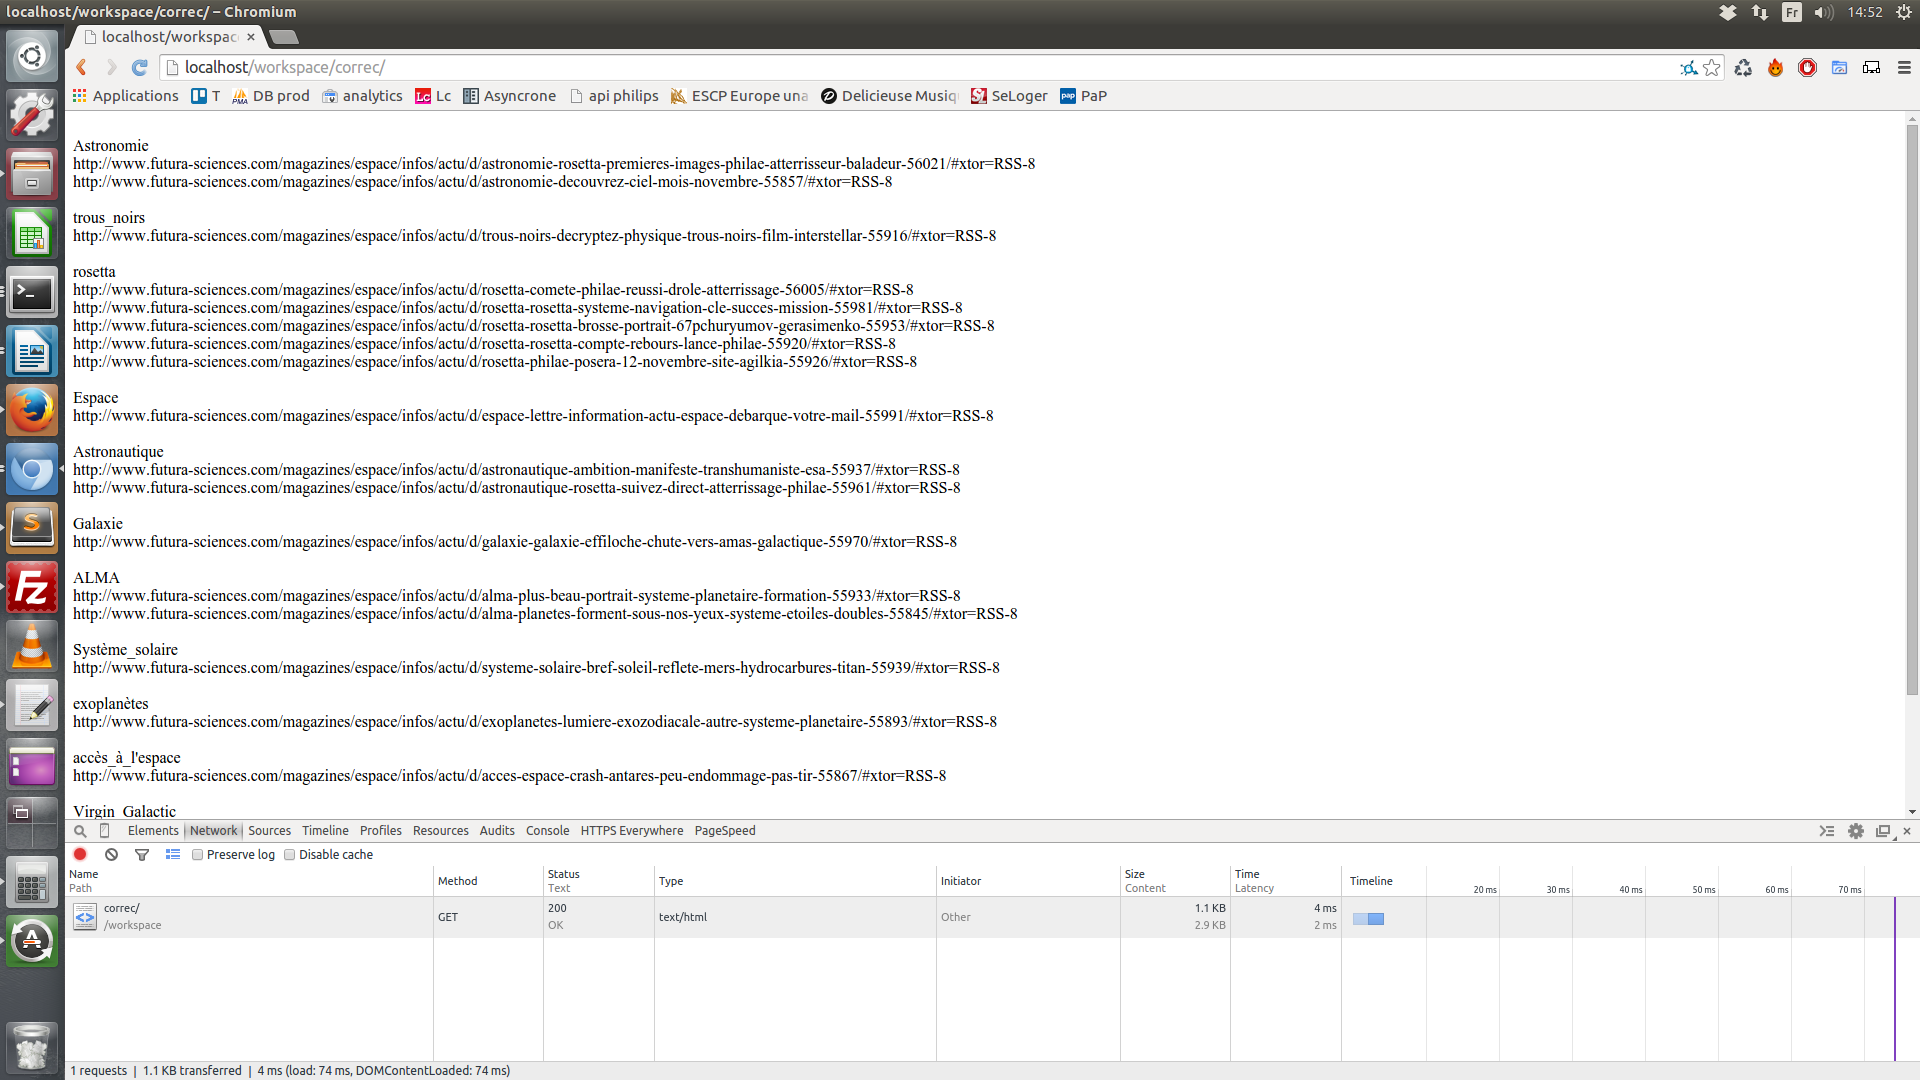 localhost/workspace/correc/ – Chromium
Fr
14:52
localhost/workspac
localhost/workspace/correc/
Applications
T
DB prod
analytics
Lc
Asyncrone
api philips
ESCP Europe una
Delicieuse Musiq
SeLoger
PaP
Astronomie
http://www.futura-sciences.com/magazines/espace/infos/actu/d/astronomie-rosetta-premieres-images-philae-atterrisseur-baladeur-56021/#xtor=RSS-8
http://www.futura-sciences.com/magazines/espace/infos/actu/d/astronomie-decouvrez-ciel-mois-novembre-55857/#xtor=RSS-8
trous_noirs
http://www.futura-sciences.com/magazines/espace/infos/actu/d/trous-noirs-decryptez-physique-trous-noirs-film-interstellar-55916/#xtor=RSS-8
rosetta
http://www.futura-sciences.com/magazines/espace/infos/actu/d/rosetta-comete-philae-reussi-drole-atterrissage-56005/#xtor=RSS-8
http://www.futura-sciences.com/magazines/espace/infos/actu/d/rosetta-rosetta-systeme-navigation-cle-succes-mission-55981/#xtor=RSS-8
http://www.futura-sciences.com/magazines/espace/infos/actu/d/rosetta-rosetta-brosse-portrait-67pchuryumov-gerasimenko-55953/#xtor=RSS-8
http://www.futura-sciences.com/magazines/espace/infos/actu/d/rosetta-rosetta-compte-rebours-lance-philae-55920/#xtor=RSS-8
http://www.futura-sciences.com/magazines/espace/infos/actu/d/rosetta-philae-posera-12-novembre-site-agilkia-55926/#xtor=RSS-8
Espace
http://www.futura-sciences.com/magazines/espace/infos/actu/d/espace-lettre-information-actu-espace-debarque-votre-mail-55991/#xtor=RSS-8
Astronautique
http://www.futura-sciences.com/magazines/espace/infos/actu/d/astronautique-ambition-manifeste-transhumaniste-esa-55937/#xtor=RSS-8
http://www.futura-sciences.com/magazines/espace/infos/actu/d/astronautique-rosetta-suivez-direct-atterrissage-philae-55961/#xtor=RSS-8
Galaxie
http://www.futura-sciences.com/magazines/espace/infos/actu/d/galaxie-galaxie-effiloche-chute-vers-amas-galactique-55970/#xtor=RSS-8
ALMA
http://www.futura-sciences.com/magazines/espace/infos/actu/d/alma-plus-beau-portrait-systeme-planetaire-formation-55933/#xtor=RSS-8
http://www.futura-sciences.com/magazines/espace/infos/actu/d/alma-planetes-forment-sous-nos-yeux-systeme-etoiles-doubles-55845/#xtor=RSS-8
Système_solaire
http://www.futura-sciences.com/magazines/espace/infos/actu/d/systeme-solaire-bref-soleil-reflete-mers-hydrocarbures-titan-55939/#xtor=RSS-8
exoplanètes
http://www.futura-sciences.com/magazines/espace/infos/actu/d/exoplanetes-lumiere-exozodiacale-autre-systeme-planetaire-55893/#xtor=RSS-8
accès_à_l'espace
http://www.futura-sciences.com/magazines/espace/infos/actu/d/acces-espace-crash-antares-peu-endommage-pas-tir-55867/#xtor=RSS-8
Virgin_Galactic
Elements Network Sources Timeline Profiles Resources Audits Console HTTPS Everywhere PageSpeed
Preserve log Disable cache
Name Path Method Status Text Type Initiator Size Content Time Latency Timeline 20 ms 30 ms 40 ms 50 ms 60 ms 70 ms
correc/ GET 200 text/html Other 1.1 KB 4 ms
/workspace OK 2.9 KB 2 ms
1 requests | 1.1 KB transferred | 4 ms (load: 74 ms, DOMContentLoaded: 74 ms)